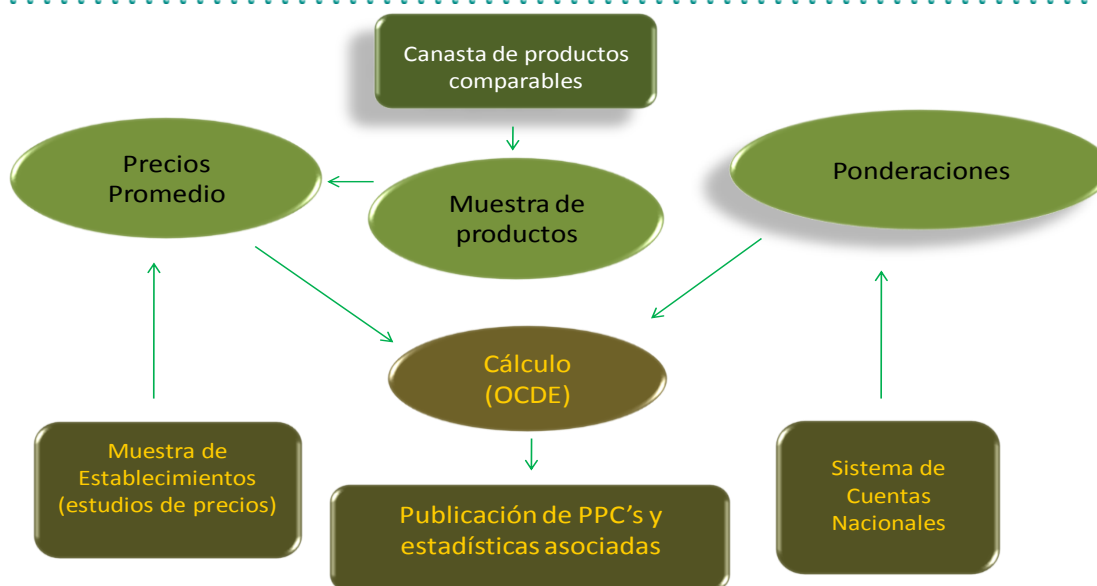 Canasta de productos
comparables
Precios
Promedio
Muestra de
productos
Ponderaciones
Cálculo
(OCDE)
Muestra de
Establecimientos
(estudios de precios)
Publicación de PPC’s y
estadísticas asociadas
Sistema de
Cuentas
Nacionales